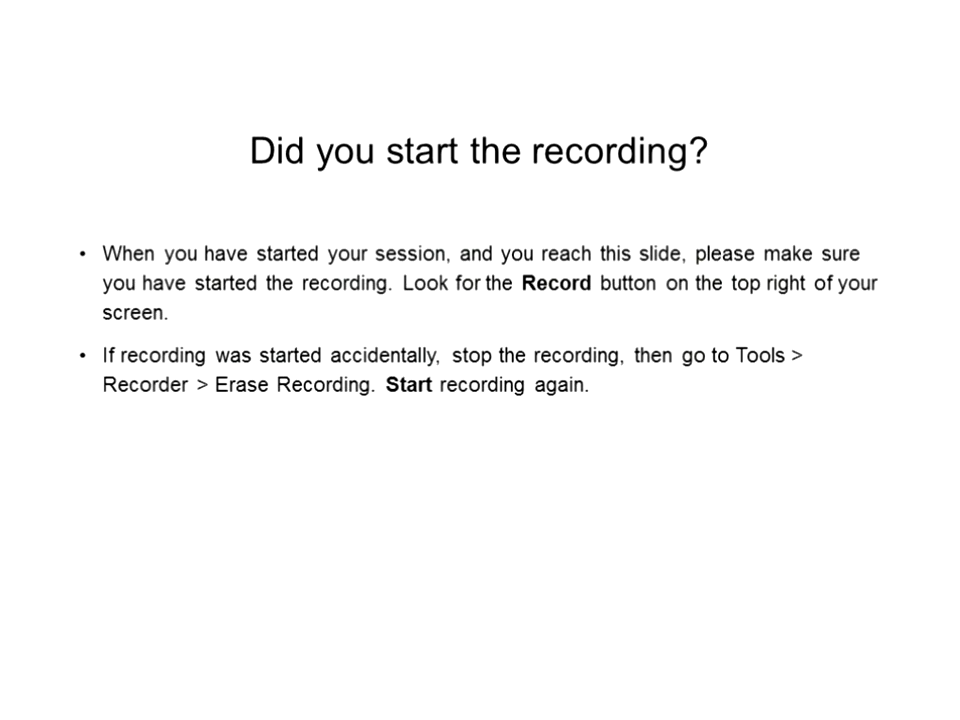 Did you start the recording?
• When you have started your session, and you reach this slide, please make sure
you have started the recording. Look for the Record button on the top right of your
screen.
• If recording was started accidentally, stop the recording, then go to Tools >
Recorder > Erase Recording. Start recording again.